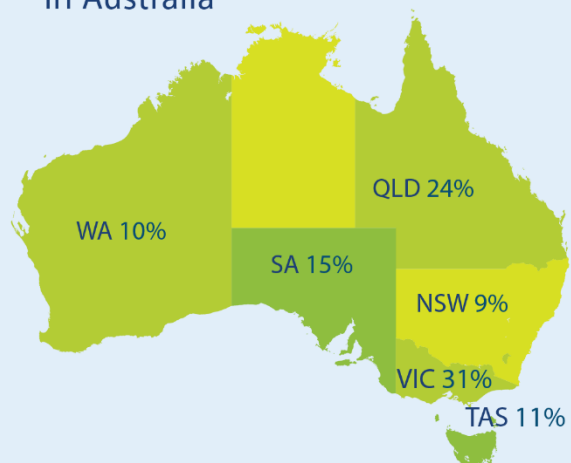 in Australia
QLD 24%
WA 10%
SA 15%
NSW 9%
VIC 31%
TAS 11%